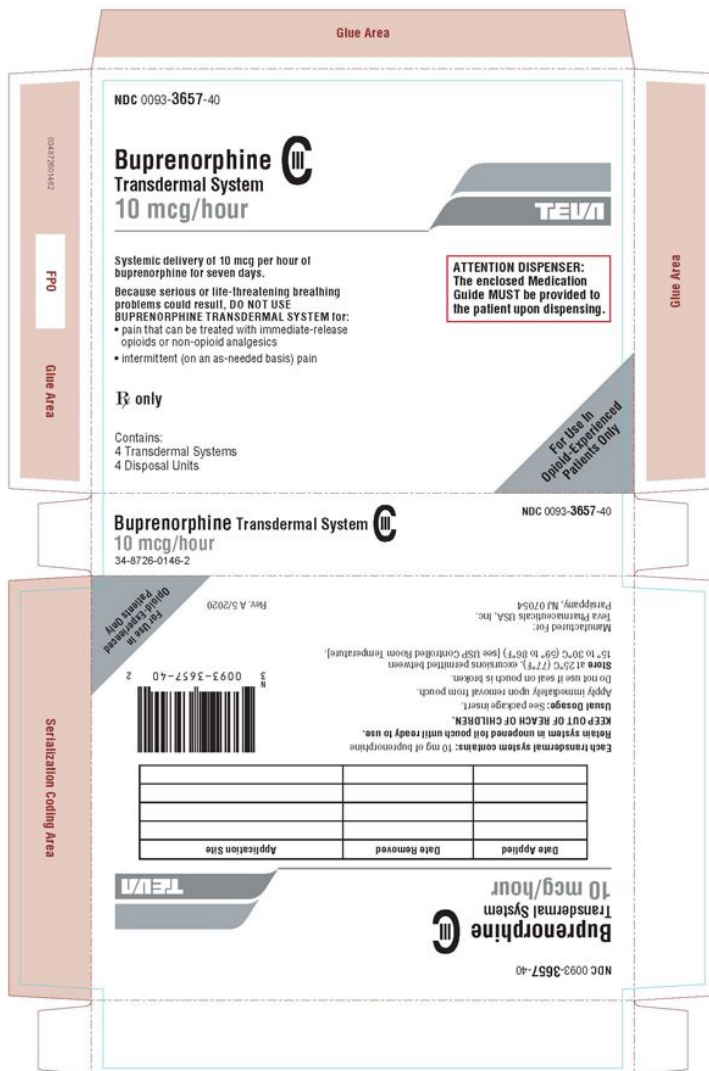 Glue Area
NDC 0093-3657-40
Buprenorphine CIII
Transdermal System
10 mcg/hour
TEVA
Systemic delivery of 10 mcg per hour of
buprenorphine for seven days.
Because serious or life-threatening breathing
problems could result, DO NOT USE
BUPRENORPHINE TRANSDERMAL SYSTEM for:
• pain that can be treated with immediate-release
opioids or non-opioid analgesics
• intermittent (on an as-needed basis) pain
ATTENTION DISPENSER:
The enclosed Medication
Guide MUST be provided to
the patient upon dispensing.
Rx only
Contains:
4 Transdermal Systems
4 Disposal Units
For Use In
Opioid-Experienced
Patients Only
034872601462
FPO
Glue Area
Glue Area
Buprenorphine Transdermal System CIII
10 mcg/hour
34-8726-0146-2
NDC 0093-3657-40
Serialization Coding Area
NDC 0093-3657-40
Buprenorphine CIII
Transdermal System
10 mcg/hour
TEVA
Date Applied Date Removed Application Site
Each transdermal system contains: 10 mg of buprenorphine
Retain system in unopened foil pouch until ready to use.
KEEP OUT OF REACH OF CHILDREN.
Usual Dosage: See package insert.
Apply immediately upon removal from pouch.
Do not use if seal on pouch is broken.
Store at 25°C (77°F), excursions permitted between
15° to 30°C (59° to 86°F) [see USP Controlled Room Temperature].
Manufactured For:
Teva Pharmaceuticals USA, Inc.
Parsippany, NJ 07054
Rev. A 5/2020
N
3 0093-3657-40 2
For Use In
Opioid-Experienced
Patients Only